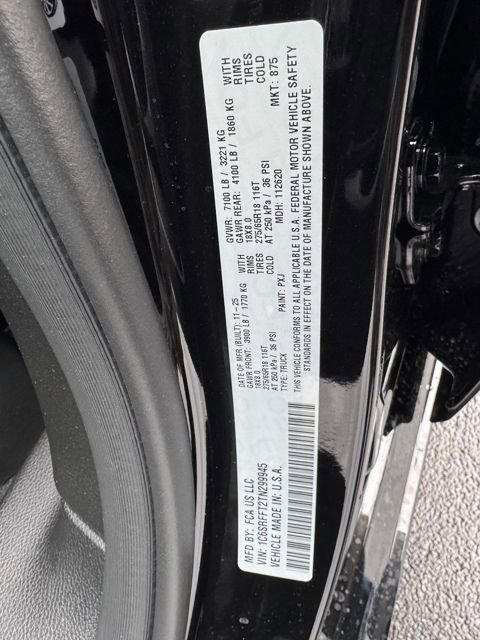 MFD BY: FCA US LLC
VIN: 1C6SRFFT2TN299945
VEHICLE MADE IN: U.S.A.
DATE OF MFR (BUILT): 11-25
GVWR: 7100 LB / 3221 KG
GAWR FRONT: 3900 LB / 1770 KG WITH
GAWR REAR: 4100 LB / 1860 KG WITH
18X8.0 RIMS
18X8.0 RIMS
275/65R18 116T TIRES
275/65R18 116T TIRES
AT 250 kPa / 36 PSI COLD
AT 250 kPa / 36 PSI COLD
TYPE: TRUCK PAINT: PXJ MDH: 112620 MKT: 875
THIS VEHICLE CONFORMS TO ALL APPLICABLE U.S.A. FEDERAL MOTOR VEHICLE SAFETY
STANDARDS IN EFFECT ON THE DATE OF MANUFACTURE SHOWN ABOVE.